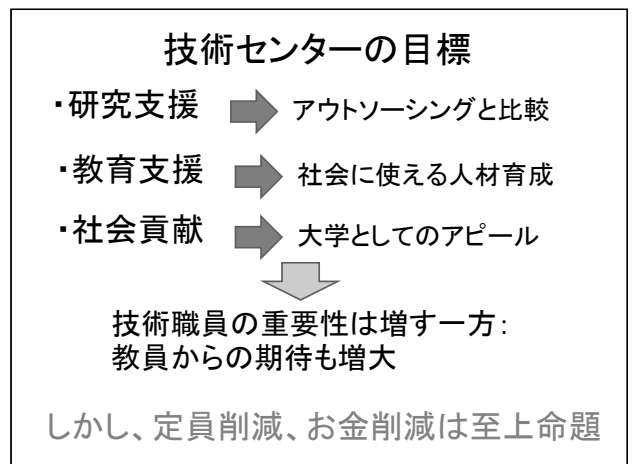 技術センターの目標
・研究支援 アウトソーシングと比較
・教育支援 社会に使える人材育成
・社会貢献 大学としてのアピール
技術職員の重要性は増す一方：
教員からの期待も増大
しかし、定員削減、お金削減は至上命題